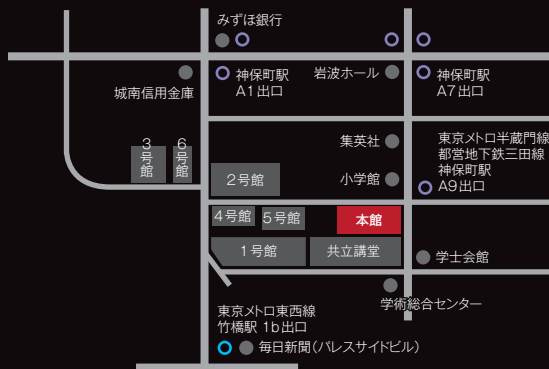 みずほ銀行
城南信用金庫
神保町駅
A1出口
岩波ホール
神保町駅
A7出口
3号館
6号館
集英社
東京メトロ半蔵門線
都営地下鉄三田線
神保町駅
A9出口
2号館
小学館
4号館
5号館
本館
1号館
共立講堂
学士会館
学術総合センター
東京メトロ東西線
竹橋駅 1b出口
毎日新聞(パレスサイドビル)